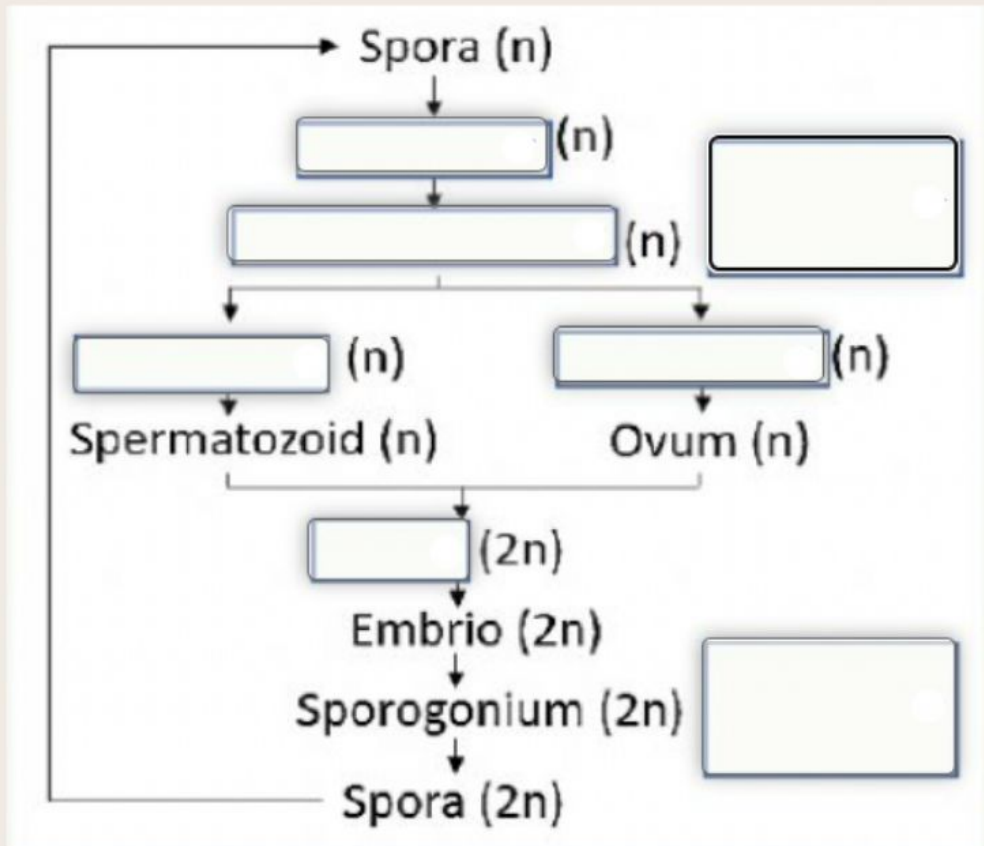 Spora (n)
(n)
(n)
(n)
(n)
Spermatozoid (n)
Ovum (n)
(2n)
Embrio (2n)
Sporogonium (2n)
Spora (2n)